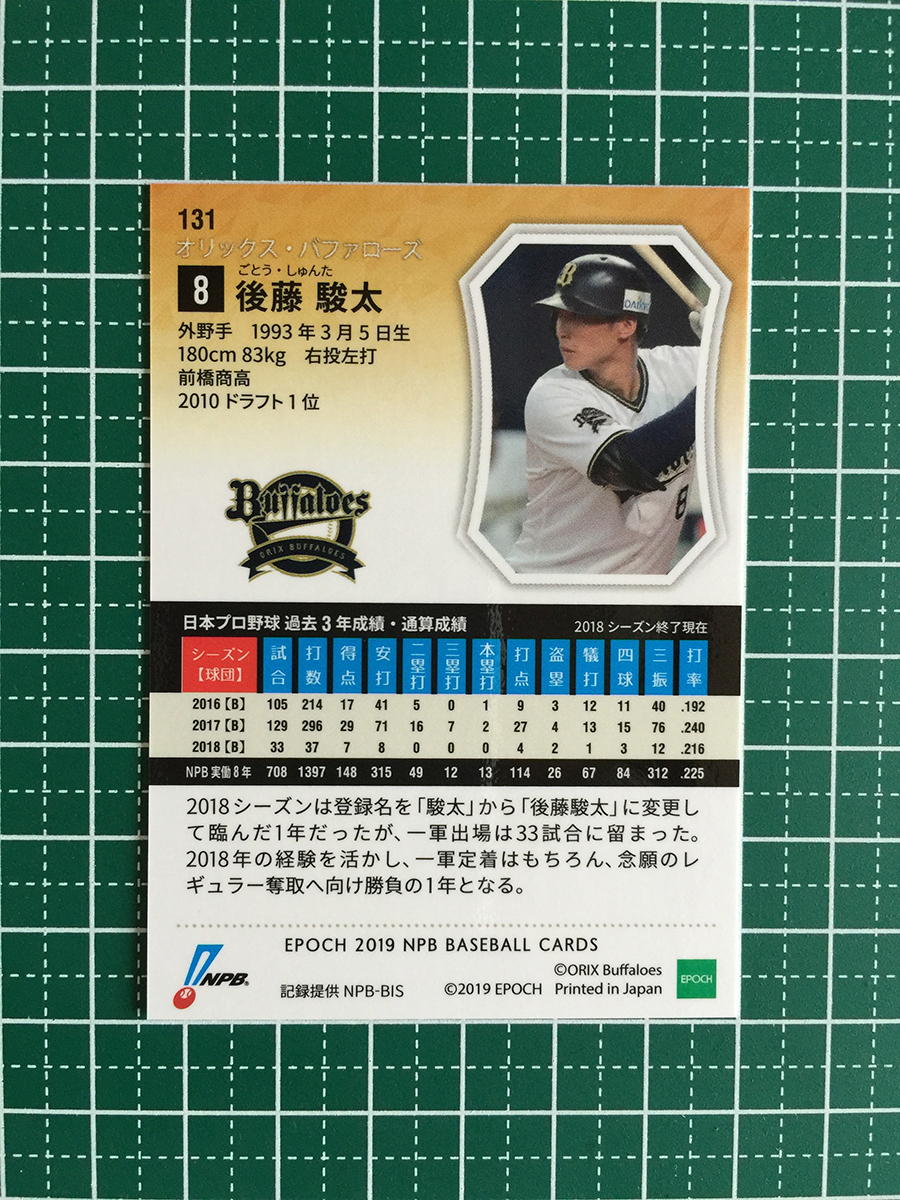 131
オリックス・バファローズ
ごとう・しゅんた
8 後藤 駿太
外野手 1993年3月5日生
180cm 83kg 右投左打
前橋商高
2010ドラフト1位
B
DAIKYO
8
Buffaloes
ORIX BUFFALOES
日本プロ野球 過去3年成績・通算成績 2018 シーズン終了現在
シーズン【球団】 試合 打数 得点 安打 二塁打 三塁打 本塁打 打点 盗塁 犠打 四球 三振 打率
2016【B】 105 214 17 41 5 0 1 9 3 12 11 40 .192
2017【B】 129 296 29 71 16 7 2 27 4 13 15 76 .240
2018【B】 33 37 7 8 0 0 0 4 2 1 3 12 .216
NPB 実働8年 708 1397 148 315 49 12 13 114 26 67 84 312 .225
2018シーズンは登録名を「駿太」から「後藤駿太」に変更し
て臨んだ1年だったが、一軍出場は33試合に留まった。
2018年の経験を活かし、一軍定着はもちろん、念願のレ
ギュラー奪取へ向け勝負の1年となる。
EPOCH 2019 NPB BASEBALL CARDS
NPB®
©ORIX Buffaloes
記録提供 NPB-BIS ©2019 EPOCH Printed in Japan
EPOCH